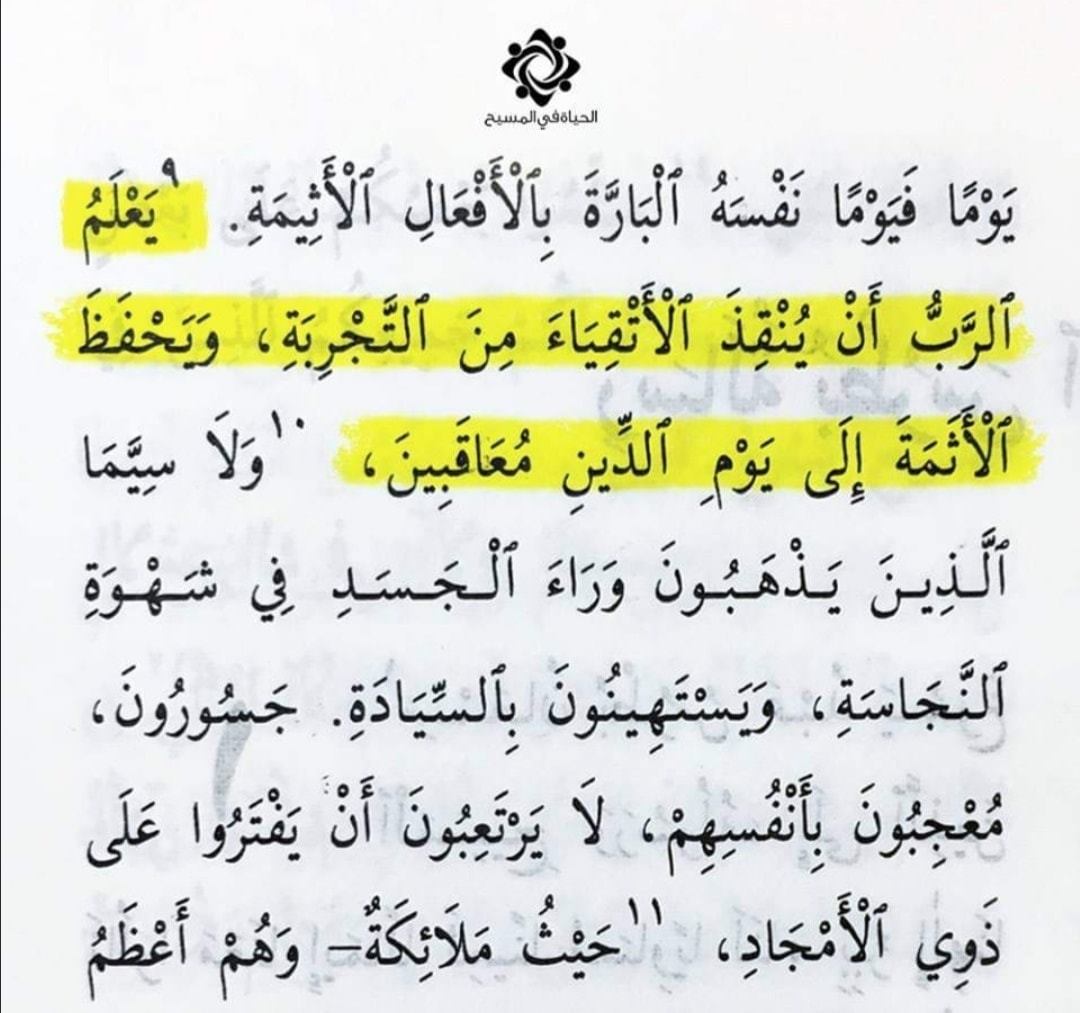 الحياة في المسيح
يَوْمًا فَيَوْمًا نَفْسَهُ ٱلْبَارَّةَ بِٱلْأَفْعَالِ ٱلْأَثِيمَةِ. ٩ يَعْلَمُ
ٱلرَّبُّ أَنْ يُنْقِذَ ٱلْأَتْقِيَاءَ مِنَ ٱلتَّجْرِبَةِ، وَيَحْفَظَ
ٱلْأَثَمَةَ إِلَى يَوْمِ ٱلدِّينِ مُعَاقَبِينَ، ١٠ وَلَا سِيَّمَا
ٱلَّذِينَ يَذْهَبُونَ وَرَاءَ ٱلْجَسَدِ فِي شَهْوَةِ
ٱلنَّجَاسَةِ، وَيَسْتَهِينُونَ بِٱلسِّيَادَةِ. جَسُورُونَ،
مُعْجِبُونَ بِأَنْفُسِهِمْ، لَا يَرْتَعِبُونَ أَنْ يَفْتَرُوا عَلَى
ذَوِي ٱلْأَمْجَادِ، ١١ حَيْثُ مَلَائِكَةٌ– وَهُمْ أَعْظَمُ